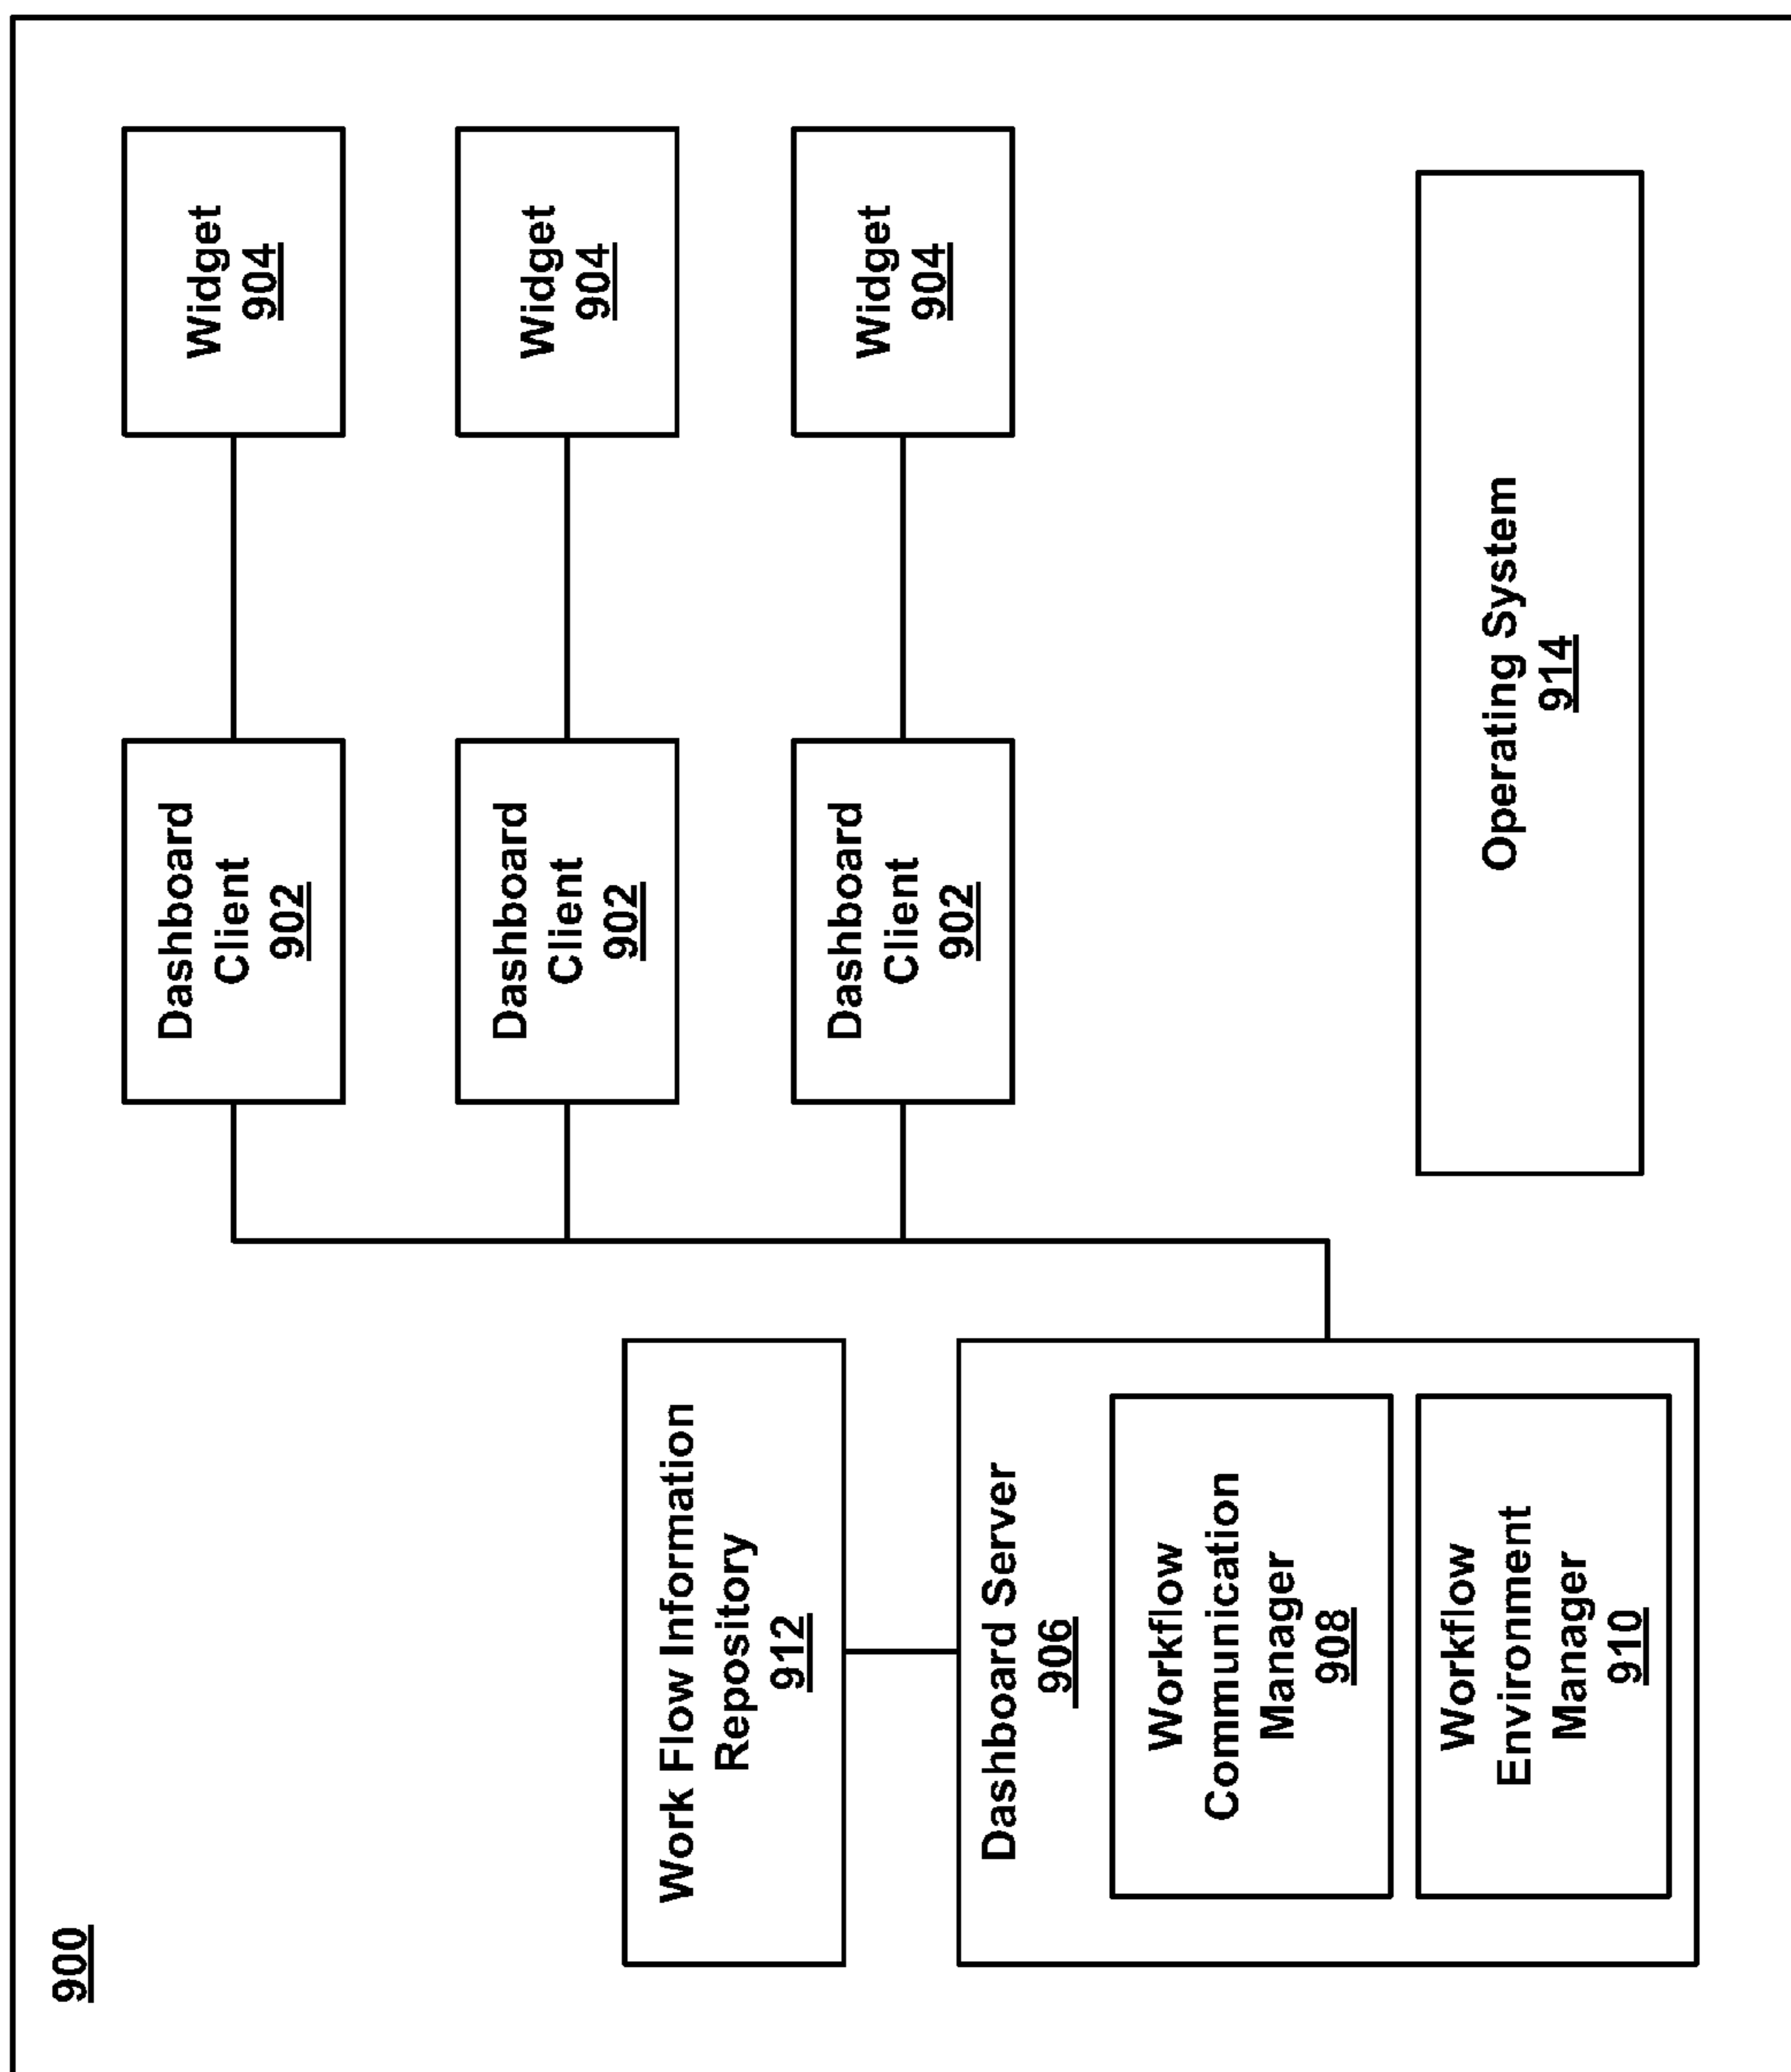 900
Work Flow Information
Repository
912
Dashboard Server
906
Workflow
Communication
Manager
908
Workflow
Environment
Manager
910
Dashboard
Client
902
Widget
904
Dashboard
Client
902
Widget
904
Dashboard
Client
902
Widget
904
Operating System
914